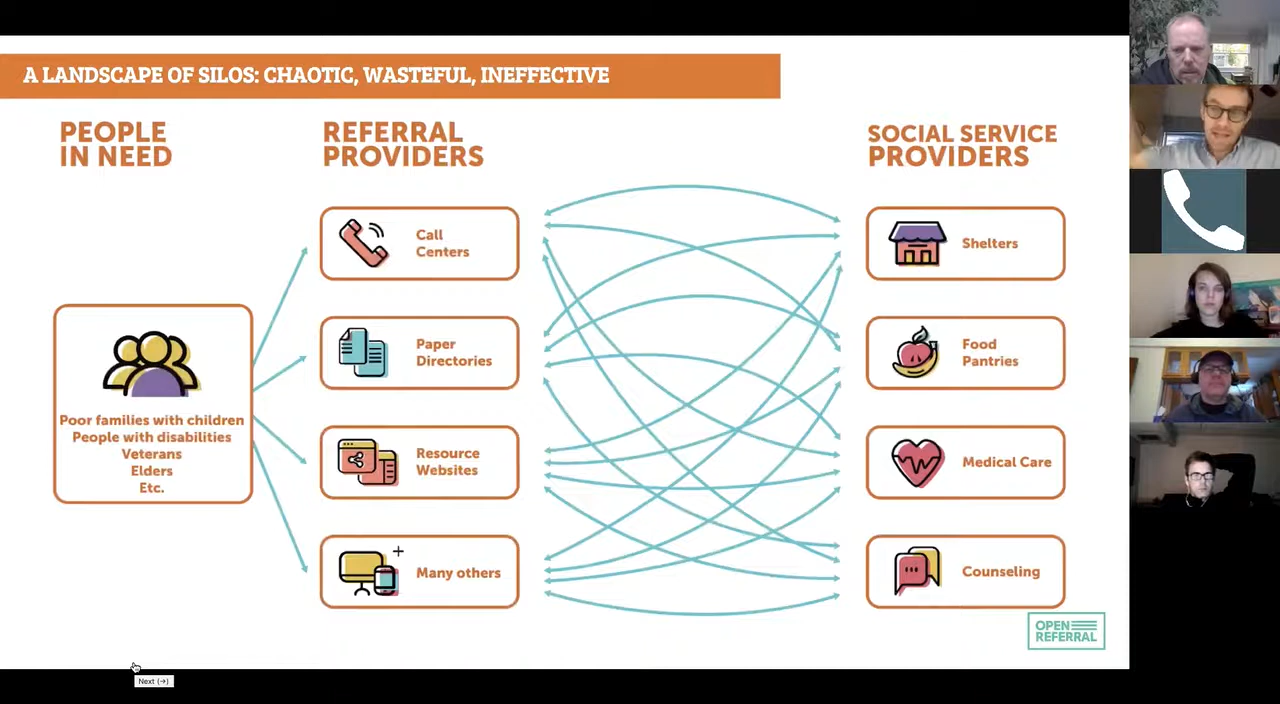 A LANDSCAPE OF SILOS: CHAOTIC, WASTEFUL, INEFFECTIVE
PEOPLE
IN NEED
REFERRAL
PROVIDERS
SOCIAL SERVICE
PROVIDERS
Poor families with children
People with disabilities
Veterans
Elders
Etc.
Call
Centers
Paper
Directories
Resource
Websites
Many others
Shelters
Food
Pantries
Medical Care
Counseling
OPEN
REFERRAL
Next (→)